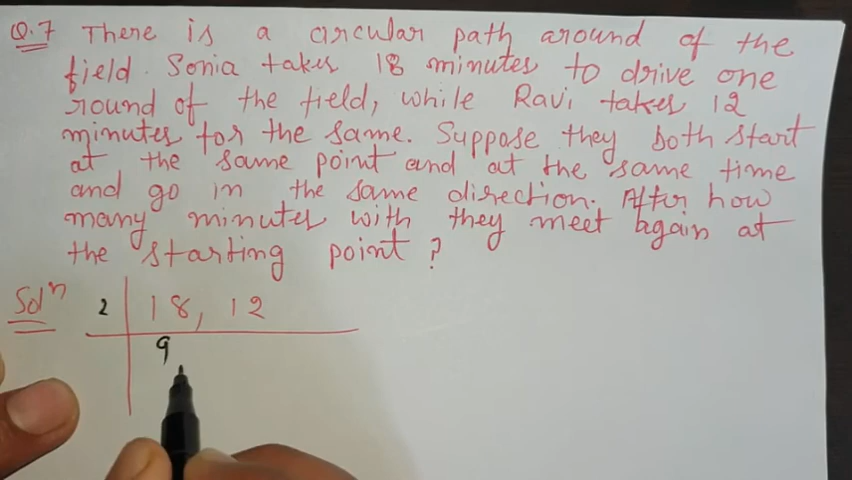 Q.7 There is a circular path around of the
field. Sonia takes 18 minutes to drive one
round of the field, while Ravi takes 12
minutes for the same. Suppose they both start
at the same point and at the same time
and go in the same direction. After how
many minutes with they meet again at
the starting point?
Solⁿ 2 | 18, 12
9